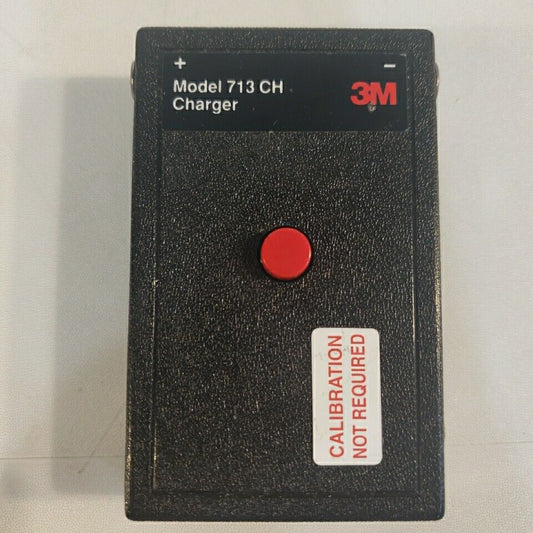 + −
Model 713 CH
Charger
3M
CALIBRATION
NOT REQUIRED